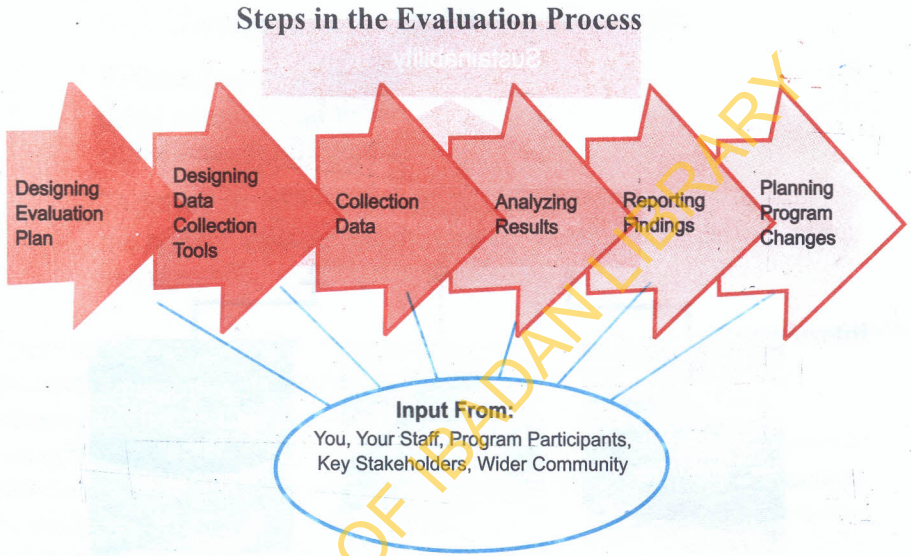 Steps in the Evaluation Process
Sustainability
Designing
Evaluation
Plan
Designing
Data
Collection
Tools
Collection
Data
Analyzing
Results
Reporting
Findings
Planning
Program
Changes
Input From:
You, Your Staff, Program Participants,
Key Stakeholders, Wider Community
OF IBADAN LIBRARY